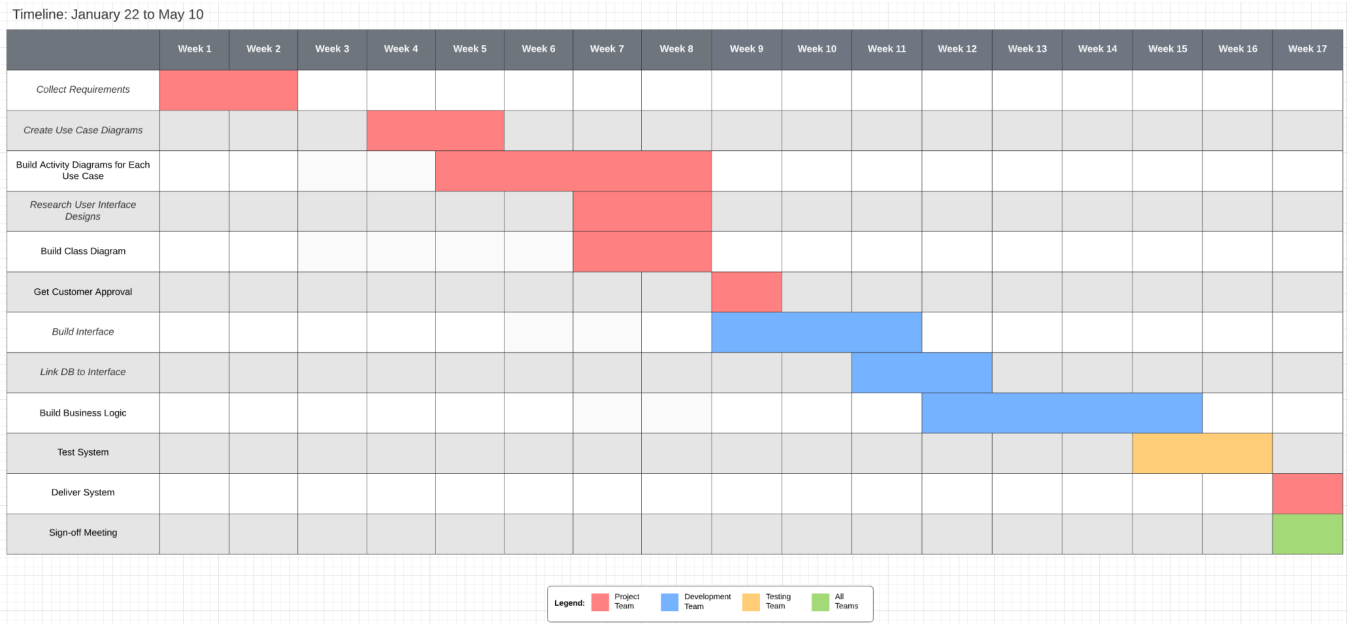 Timeline: January 22 to May 10
Week 1 Week 2 Week 3 Week 4 Week 5 Week 6 Week 7 Week 8 Week 9 Week 10 Week 11 Week 12 Week 13 Week 14 Week 15 Week 16 Week 17
Collect Requirements
Create Use Case Diagrams
Build Activity Diagrams for Each
Use Case
Research User Interface
Designs
Build Class Diagram
Get Customer Approval
Build Interface
Link DB to Interface
Build Business Logic
Test System
Deliver System
Sign-off Meeting
Legend:
Project
Team
Development
Team
Testing
Team
All
Teams